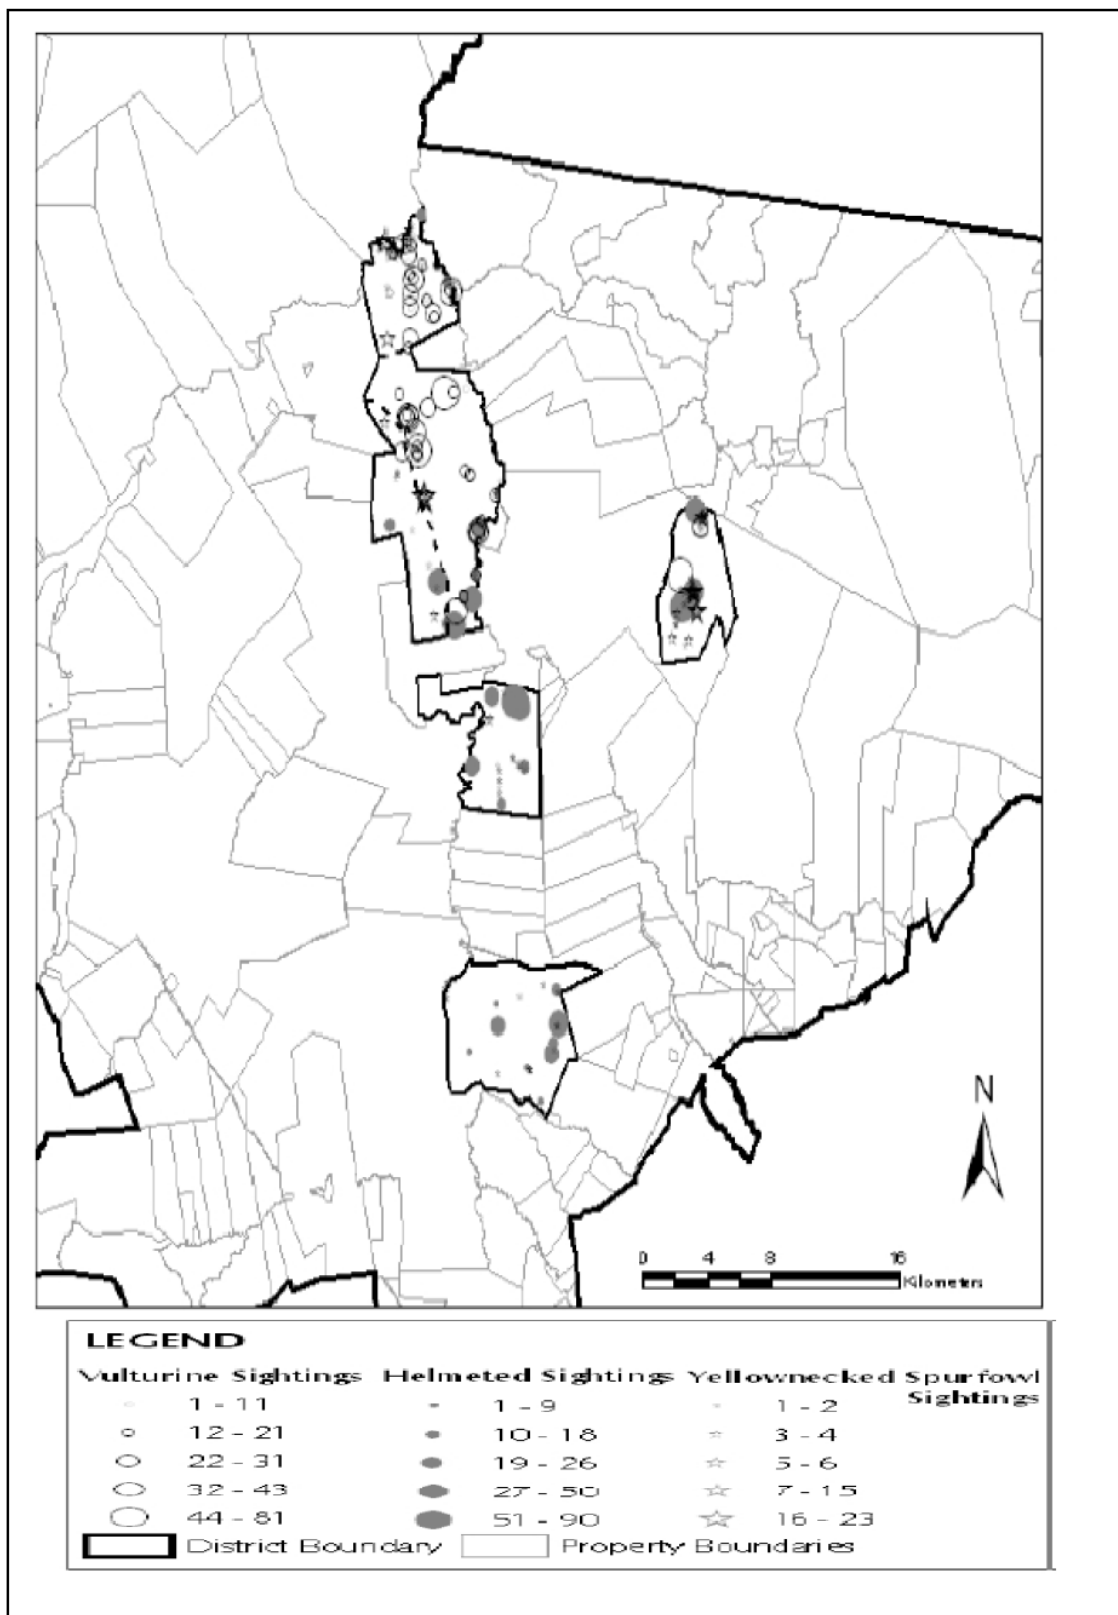 N
0 4 8 16
Kilometers
LEGEND
Vulturine Sightings Helmeted Sightings Yellownecked Spurfowl
Sightings
1 - 11 1 - 9 1 - 2
12 - 21 10 - 18 3 - 4
22 - 31 19 - 26 5 - 6
32 - 43 27 - 50 7 - 15
44 - 81 51 - 90 16 - 23
District Boundary Property Boundaries